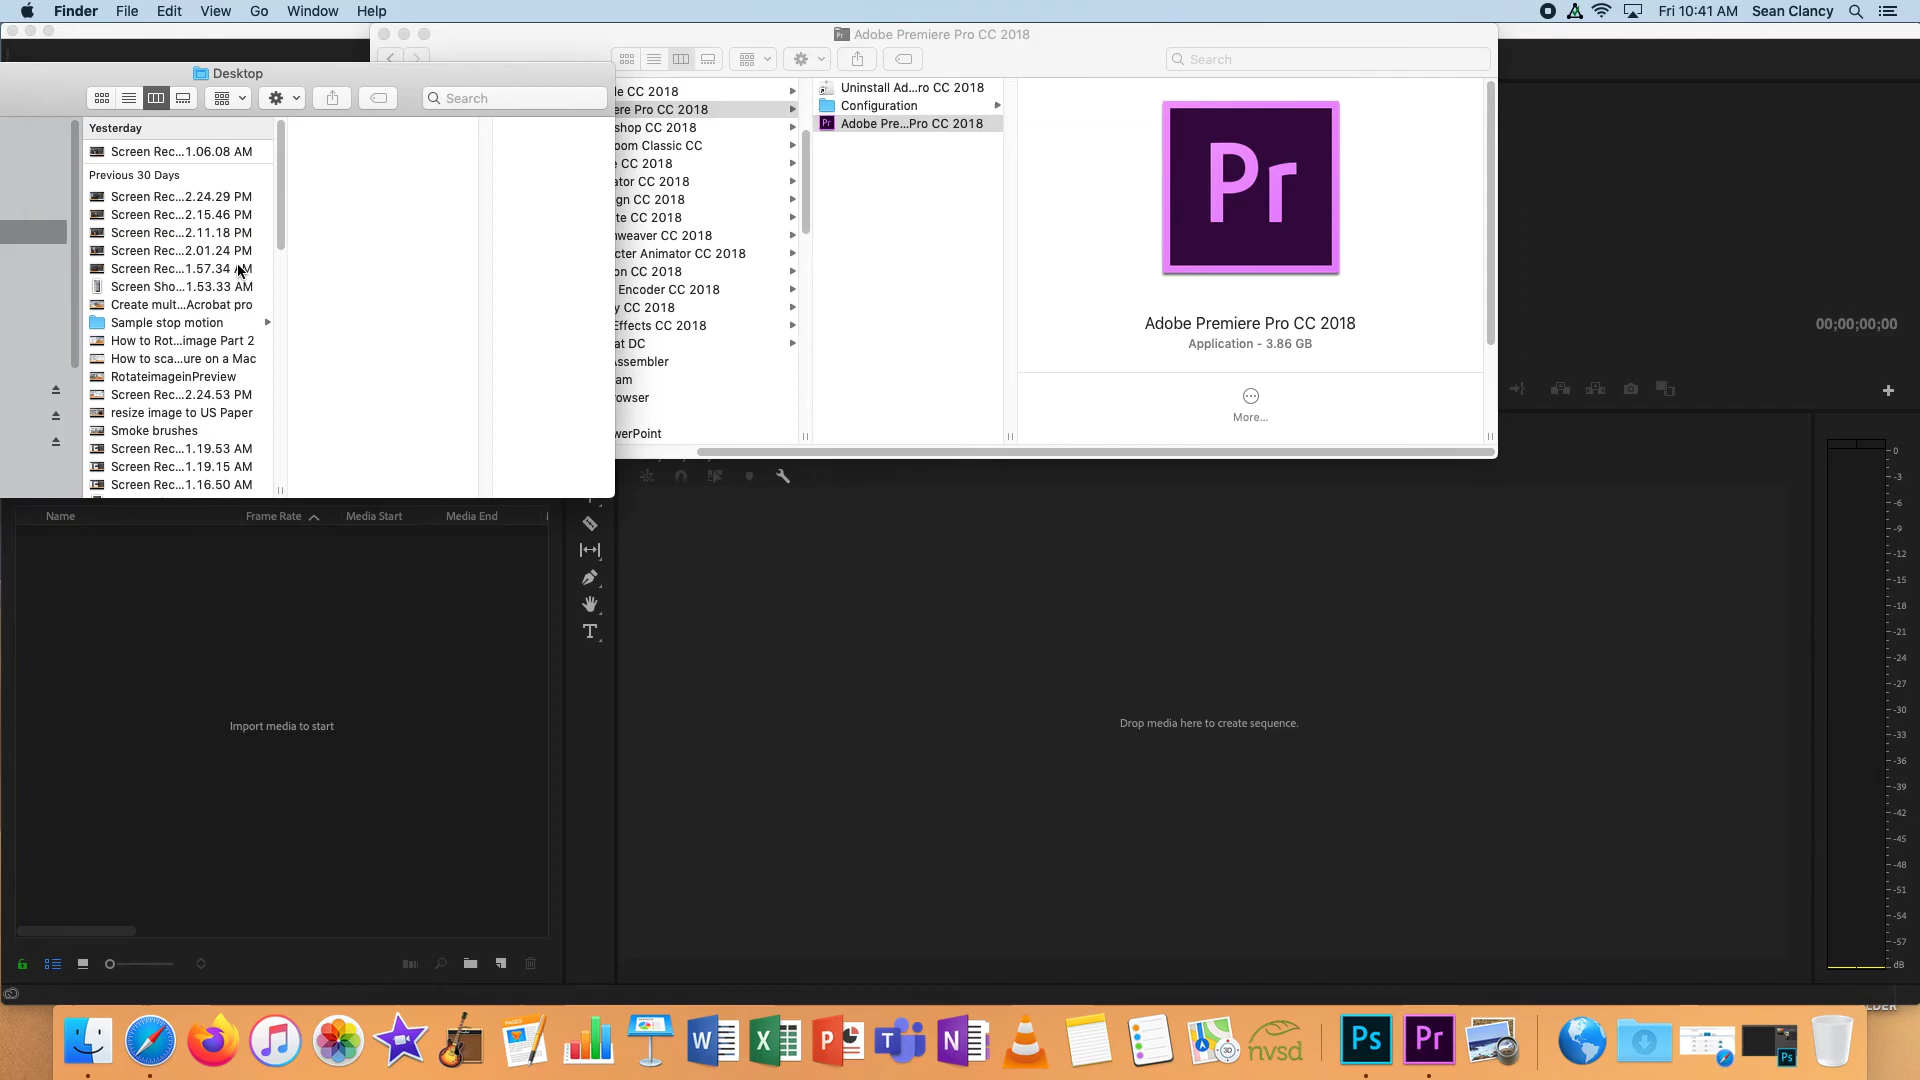 Finder File Edit View Go Window Help
Fri 10:41 AM Sean Clancy
Adobe Premiere Pro CC 2018
Search
Desktop
Search
Yesterday
Screen Rec...1.06.08 AM
Previous 30 Days
Screen Rec...2.24.29 PM
Screen Rec...2.15.46 PM
Screen Rec...2.11.18 PM
Screen Rec...2.01.24 PM
Screen Rec...1.57.34 AM
Screen Sho...1.53.33 AM
Create mult...Acrobat pro
Sample stop motion
How to Rot...image Part 2
How to sca...ure on a Mac
RotateimageinPreview
Screen Rec...2.24.53 PM
resize image to US Paper
Smoke brushes
Screen Rec...1.19.53 AM
Screen Rec...1.19.15 AM
Screen Rec...1.16.50 AM
le CC 2018
ere Pro CC 2018
shop CC 2018
oom Classic CC
e CC 2018
ator CC 2018
gn CC 2018
te CC 2018
weaver CC 2018
cter Animator CC 2018
on CC 2018
Encoder CC 2018
y CC 2018
Effects CC 2018
at DC
ssembler
am
owser
werPoint
Uninstall Ad...ro CC 2018
Configuration
Pr Adobe Pre...Pro CC 2018
Pr
Adobe Premiere Pro CC 2018
Application - 3.86 GB
More...
00;00;00;00
Name Frame Rate Media Start Media End
Import media to start
T
Drop media here to create sequence.
0
-3
-6
-9
-12
-15
-18
-21
-24
-27
-30
-33
-36
-39
-42
-45
-48
-51
-54
-57
dB
LDER
PAGES
W X P T N
3D
nvsd
Ps Pr
Ps